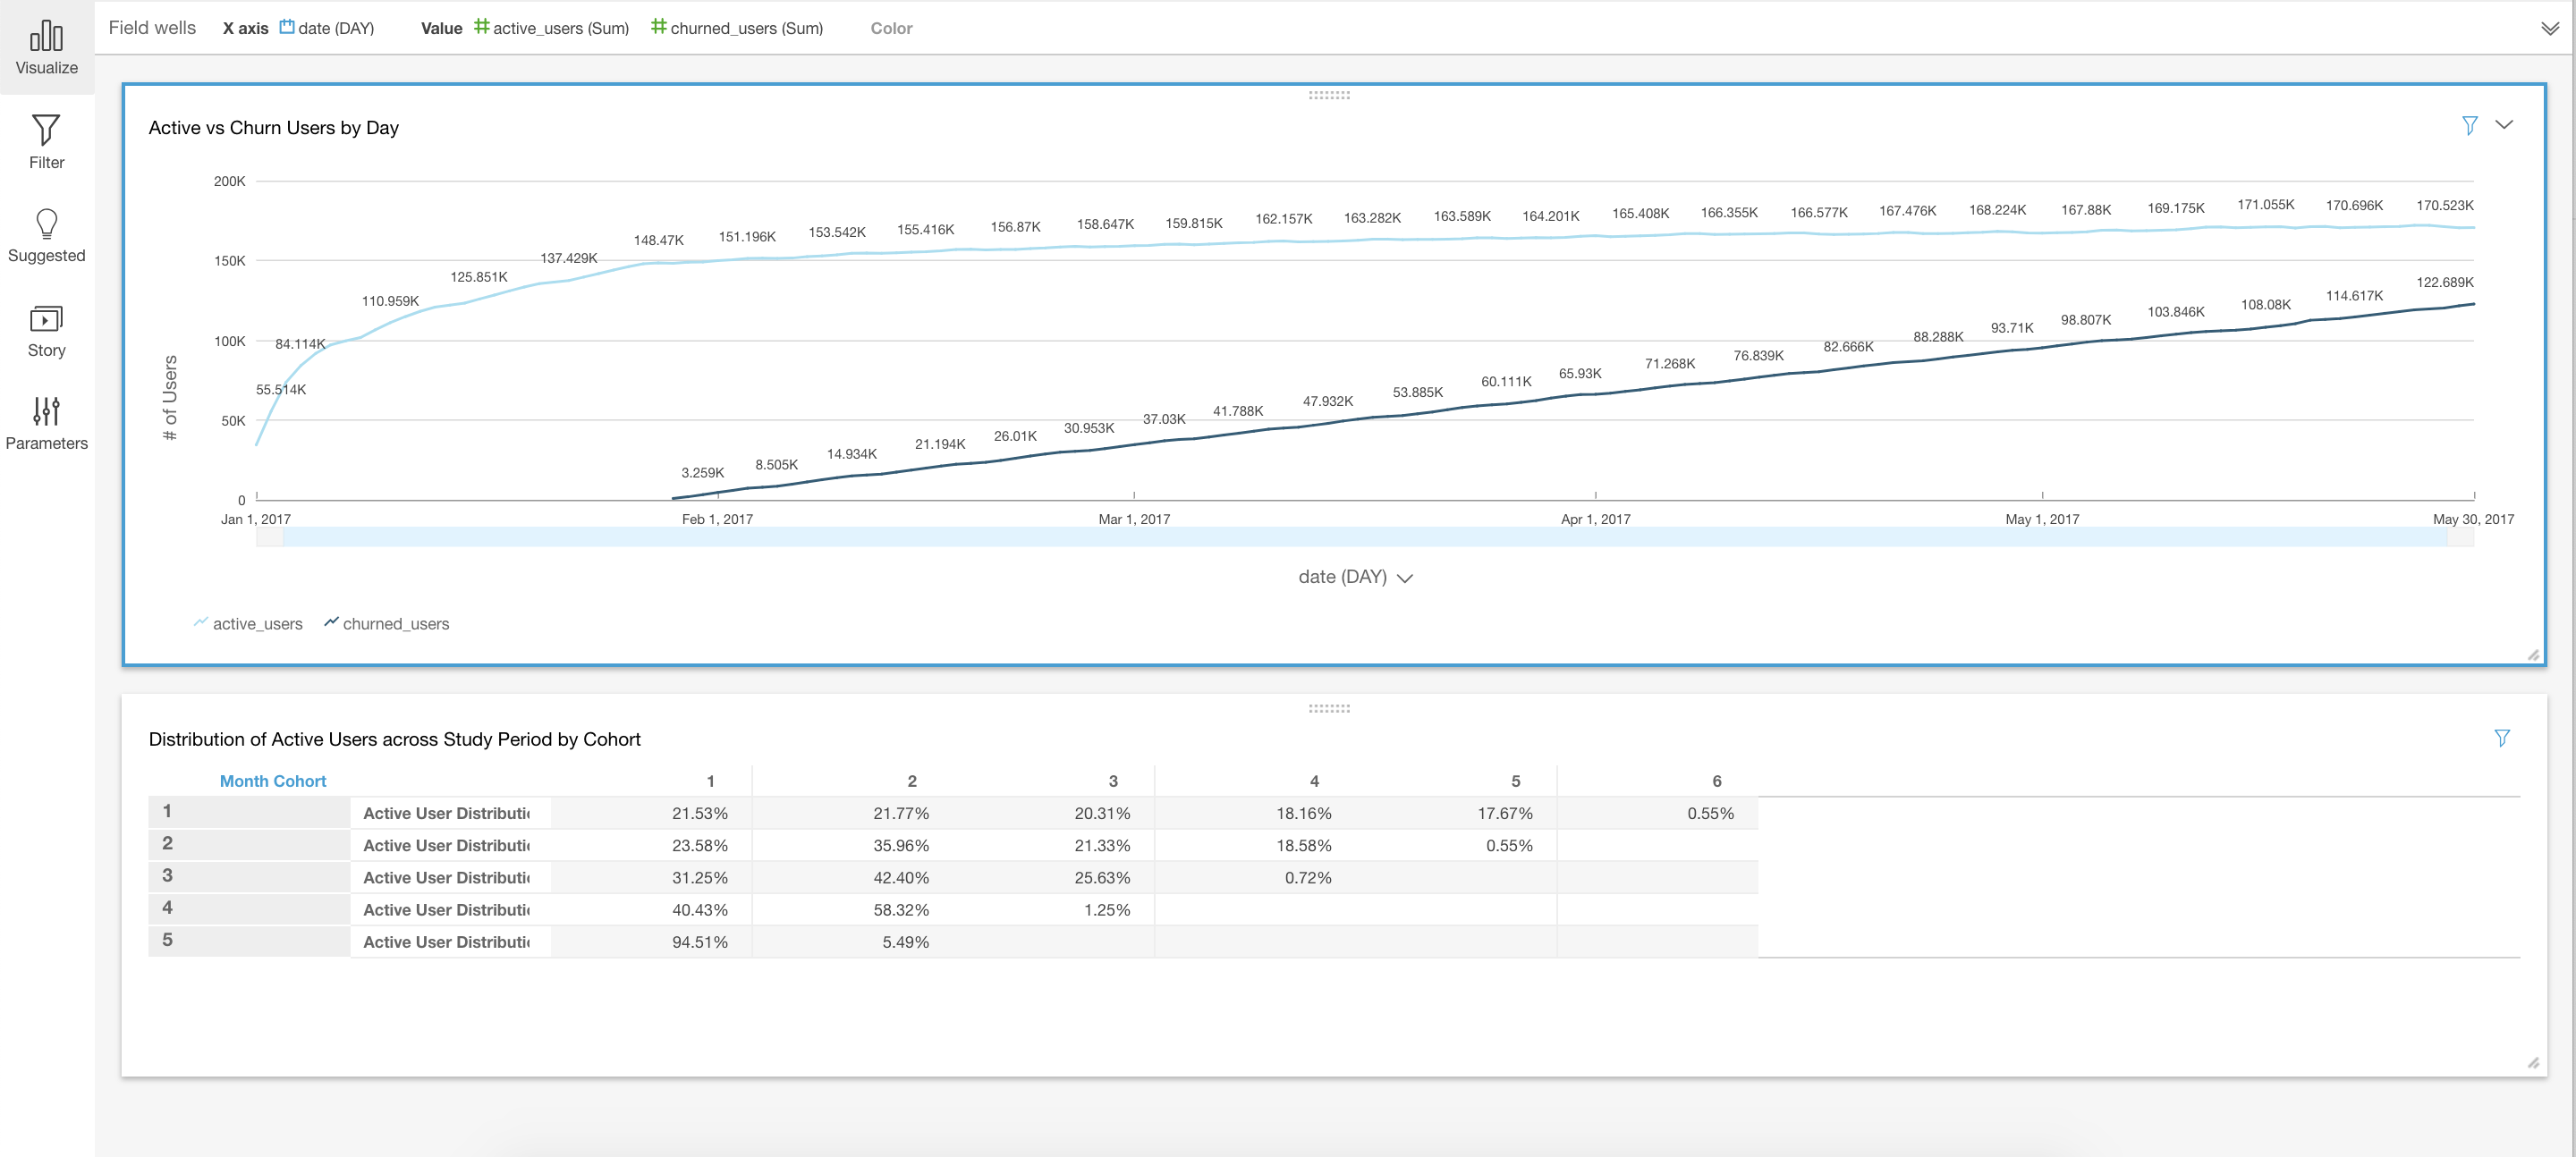 Field wells X axis date (DAY) Value active_users (Sum) churned_users (Sum) Color
Visualize
Filter
Suggested
Story
Parameters
Active vs Churn Users by Day
200K
150K
100K
50K
0
# of Users
55.514K 84.114K 110.959K 125.851K 137.429K 148.47K 151.196K 153.542K 155.416K 156.87K 158.647K 159.815K 162.157K 163.282K 163.589K 164.201K 165.408K 166.355K 166.577K 167.476K 168.224K 167.88K 169.175K 171.055K 170.696K 170.523K
3.259K 8.505K 14.934K 21.194K 26.01K 30.953K 37.03K 41.788K 47.932K 53.885K 60.111K 65.93K 71.268K 76.839K 82.666K 88.288K 93.71K 98.807K 103.846K 108.08K 114.617K 122.689K
Jan 1, 2017 Feb 1, 2017 Mar 1, 2017 Apr 1, 2017 May 1, 2017 May 30, 2017
date (DAY)
active_users churned_users
Distribution of Active Users across Study Period by Cohort
Month Cohort 1 2 3 4 5 6
1 Active User Distributi 21.53% 21.77% 20.31% 18.16% 17.67% 0.55%
2 Active User Distributi 23.58% 35.96% 21.33% 18.58% 0.55%
3 Active User Distributi 31.25% 42.40% 25.63% 0.72%
4 Active User Distributi 40.43% 58.32% 1.25%
5 Active User Distributi 94.51% 5.49%